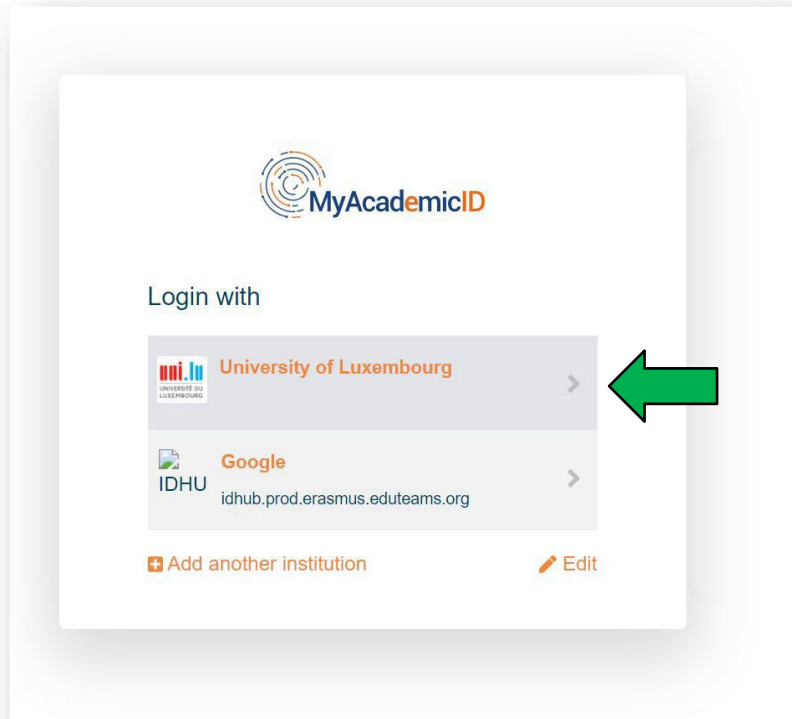 MyAcademicID
Login with
uni.lu
UNIVERSITÉ DU
LUXEMBOURG
University of Luxembourg
IDHU
Google
idhub.prod.erasmus.eduteams.org
Add another institution
Edit